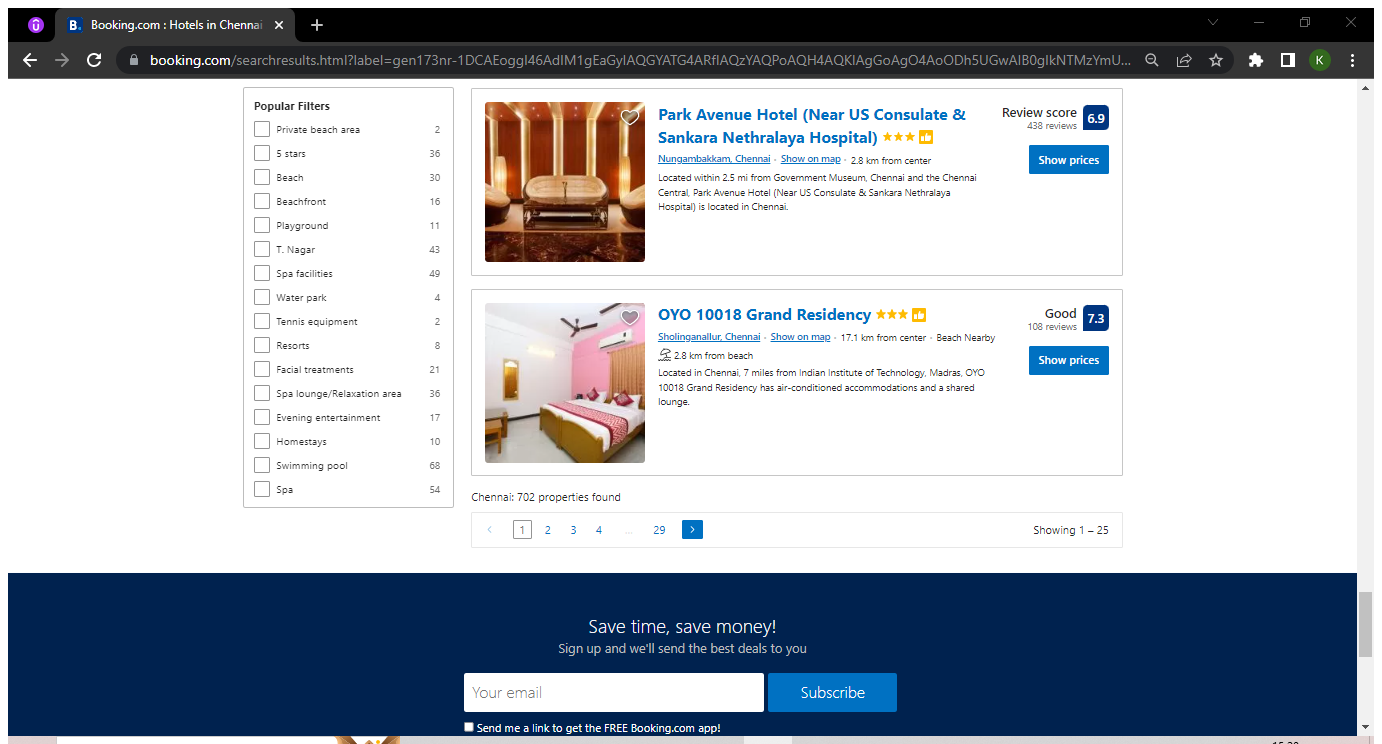 Booking.com : Hotels in Chennai
booking.com/searchresults.html?label=gen173nr-1DCAEoggI46AdIM1gEaGyIAQGYATG4ARfIAQzYAQPoAQH4AQKIAgGoAgO4AoODh5UGwAIB0gIkNTMzYmU...
K
Popular Filters
Private beach area 2
5 stars 36
Beach 30
Beachfront 16
Playground 11
T. Nagar 43
Spa facilities 49
Water park 4
Tennis equipment 2
Resorts 8
Facial treatments 21
Spa lounge/Relaxation area 36
Evening entertainment 17
Homestays 10
Swimming pool 68
Spa 54
Park Avenue Hotel (Near US Consulate &
Sankara Nethralaya Hospital)
Nungambakkam, Chennai · Show on map · 2.8 km from center
Located within 2.5 mi from Government Museum, Chennai and the Chennai
Central, Park Avenue Hotel (Near US Consulate & Sankara Nethralaya
Hospital) is located in Chennai.
Review score 6.9
438 reviews
Show prices
OYO 10018 Grand Residency
Sholinganallur, Chennai · Show on map · 17.1 km from center · Beach Nearby
2.8 km from beach
Located in Chennai, 7 miles from Indian Institute of Technology, Madras, OYO
10018 Grand Residency has air-conditioned accommodations and a shared
lounge.
Good 7.3
108 reviews
Show prices
Chennai: 702 properties found
1 2 3 4 ... 29
Showing 1 – 25
Save time, save money!
Sign up and we'll send the best deals to you
Your email
Subscribe
Send me a link to get the FREE Booking.com app!